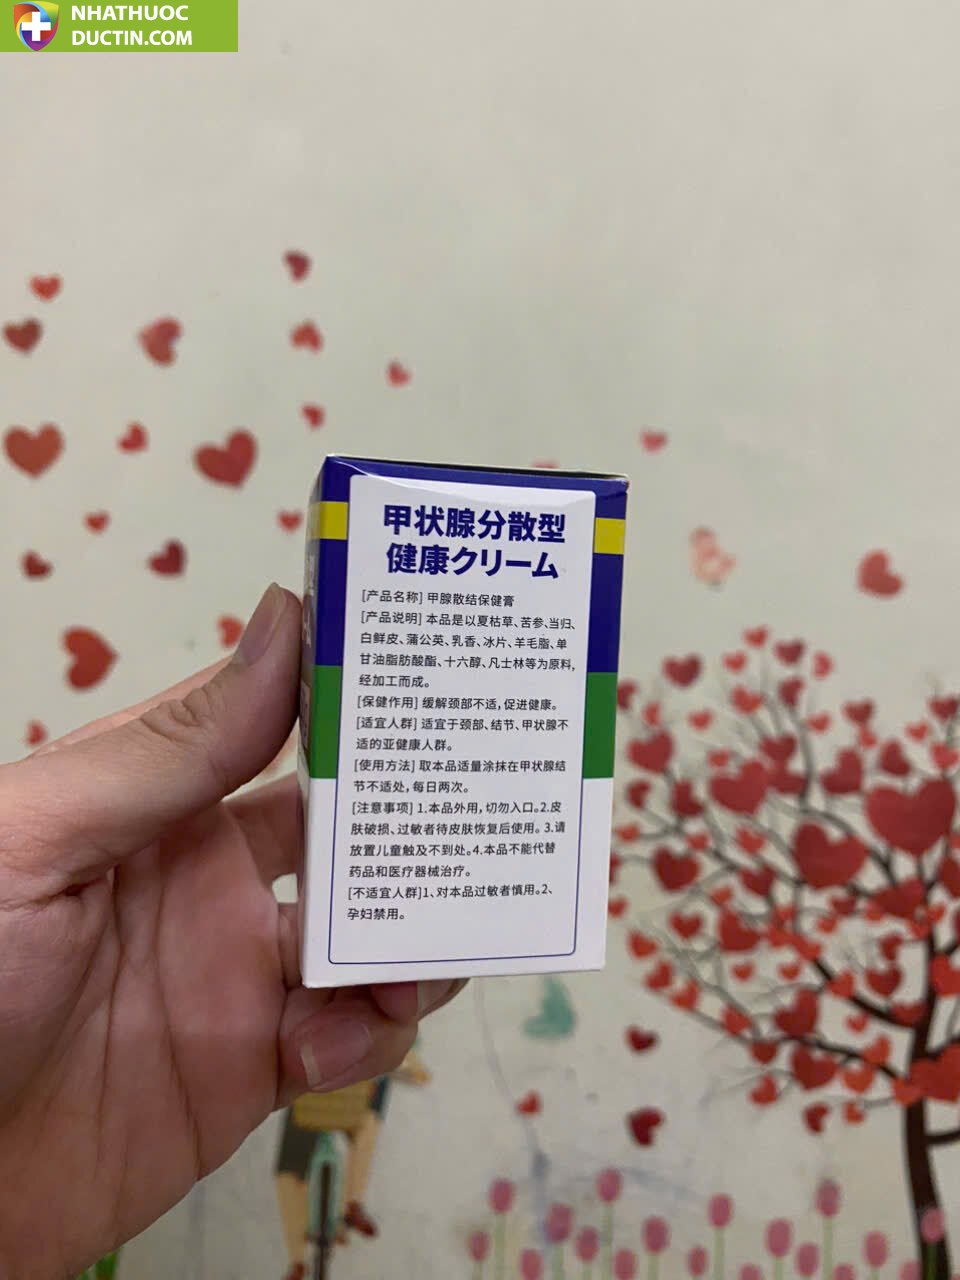 NHATHUOC
DUCTIN.COM
甲状腺分散型
健康クリーム
[产品名称] 甲腺散结保健膏
[产品说明] 本品是以夏枯草、苦参、当归、
白鲜皮、蒲公英、乳香、冰片、羊毛脂、单
甘油脂肪酸酯、十六醇、凡士林等为原料,
经加工而成。
[保健作用] 缓解颈部不适,促进健康。
[适宜人群] 适宜于颈部、结节、甲状腺不
适的亚健康人群。
[使用方法] 取本品适量涂抹在甲状腺结
节不适处,每日两次。
[注意事项] 1.本品外用,切勿入口。2.皮
肤破损、过敏者待皮肤恢复后使用。3.请
放置儿童触及不到处。4.本品不能代替
药品和医疗器械治疗。
[不适宜人群]1、对本品过敏者慎用。2、
孕妇禁用。